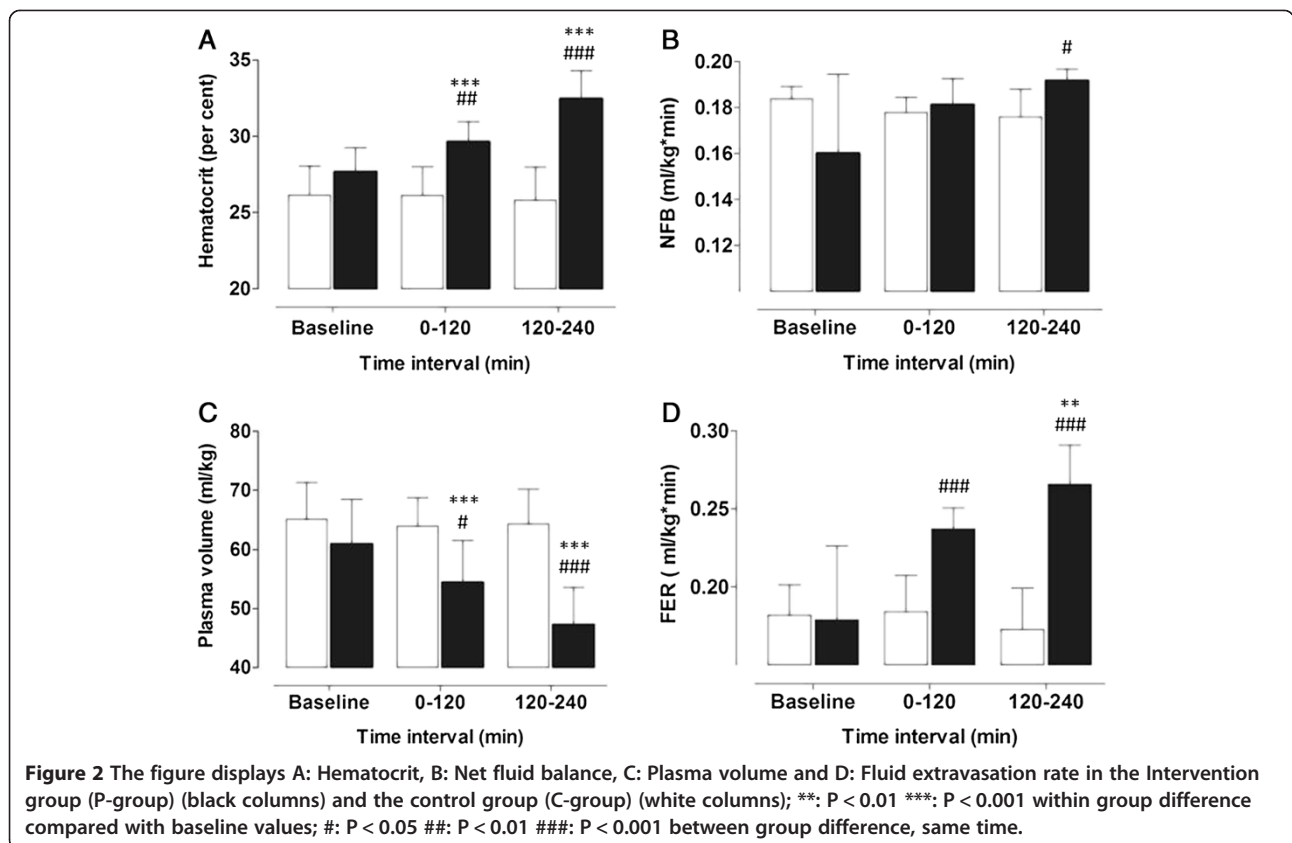 A
Hematocrit (per cent)
35
30
25
20
***
##
***
###
Baseline 0-120 120-240
Time interval (min)
B
NFB (ml/kg*min)
0.20
0.18
0.16
0.14
0.12
#
Baseline 0-120 120-240
Time interval (min)
C
Plasma volume (ml/kg)
80
70
60
50
40
***
#
***
###
Baseline 0-120 120-240
Time interval (min)
D
FER ( ml/kg*min)
0.30
0.25
0.20
###
**
###
Baseline 0-120 120-240
Time interval (min)
Figure 2 The figure displays A: Hematocrit, B: Net fluid balance, C: Plasma volume and D: Fluid extravasation rate in the Intervention
group (P-group) (black columns) and the control group (C-group) (white columns); **: P < 0.01 ***: P < 0.001 within group difference
compared with baseline values; #: P < 0.05 ##: P < 0.01 ###: P < 0.001 between group difference, same time.